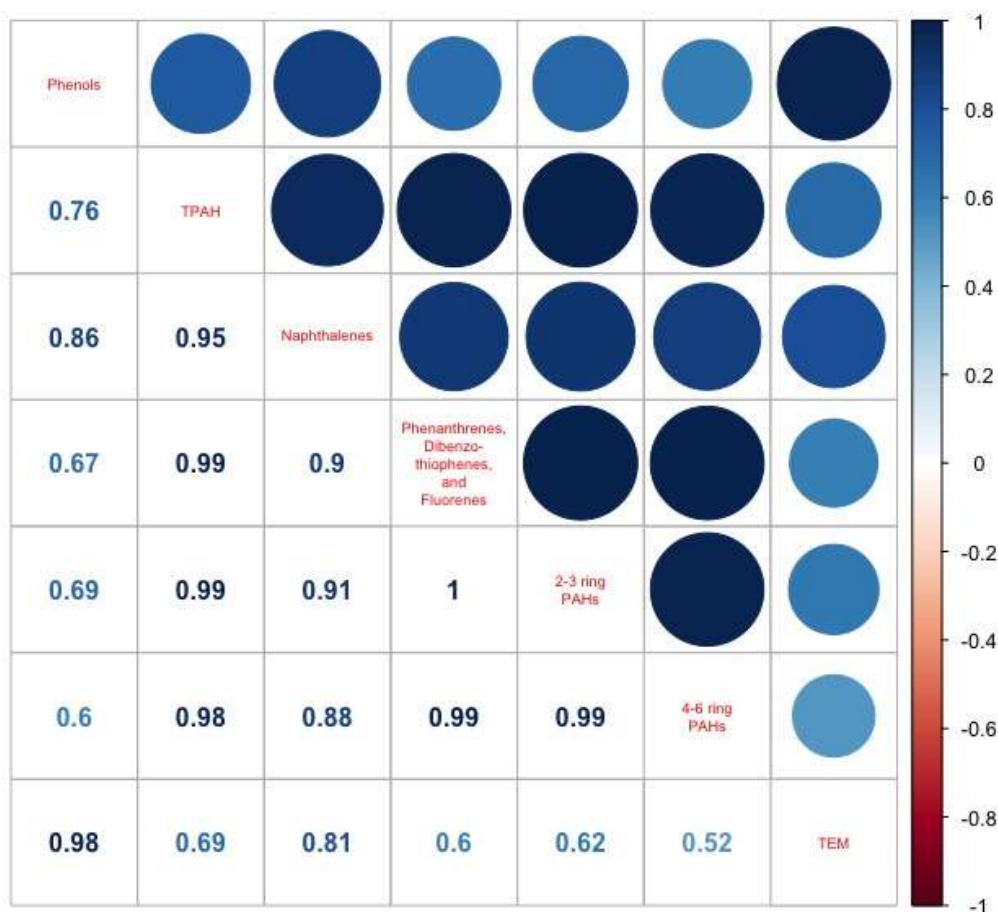 Phenols
0.76 TPAH
0.86 0.95 Naphthalenes
0.67 0.99 0.9
Phenanthrenes,
Dibenzo-
thiophenes,
and
Fluorenes
0.69 0.99 0.91 1
2-3 ring
PAHs
0.6 0.98 0.88 0.99 0.99
4-6 ring
PAHs
0.98 0.69 0.81 0.6 0.62 0.52 TEM
1
0.8
0.6
0.4
0.2
0
-0.2
-0.4
-0.6
-0.8
-1